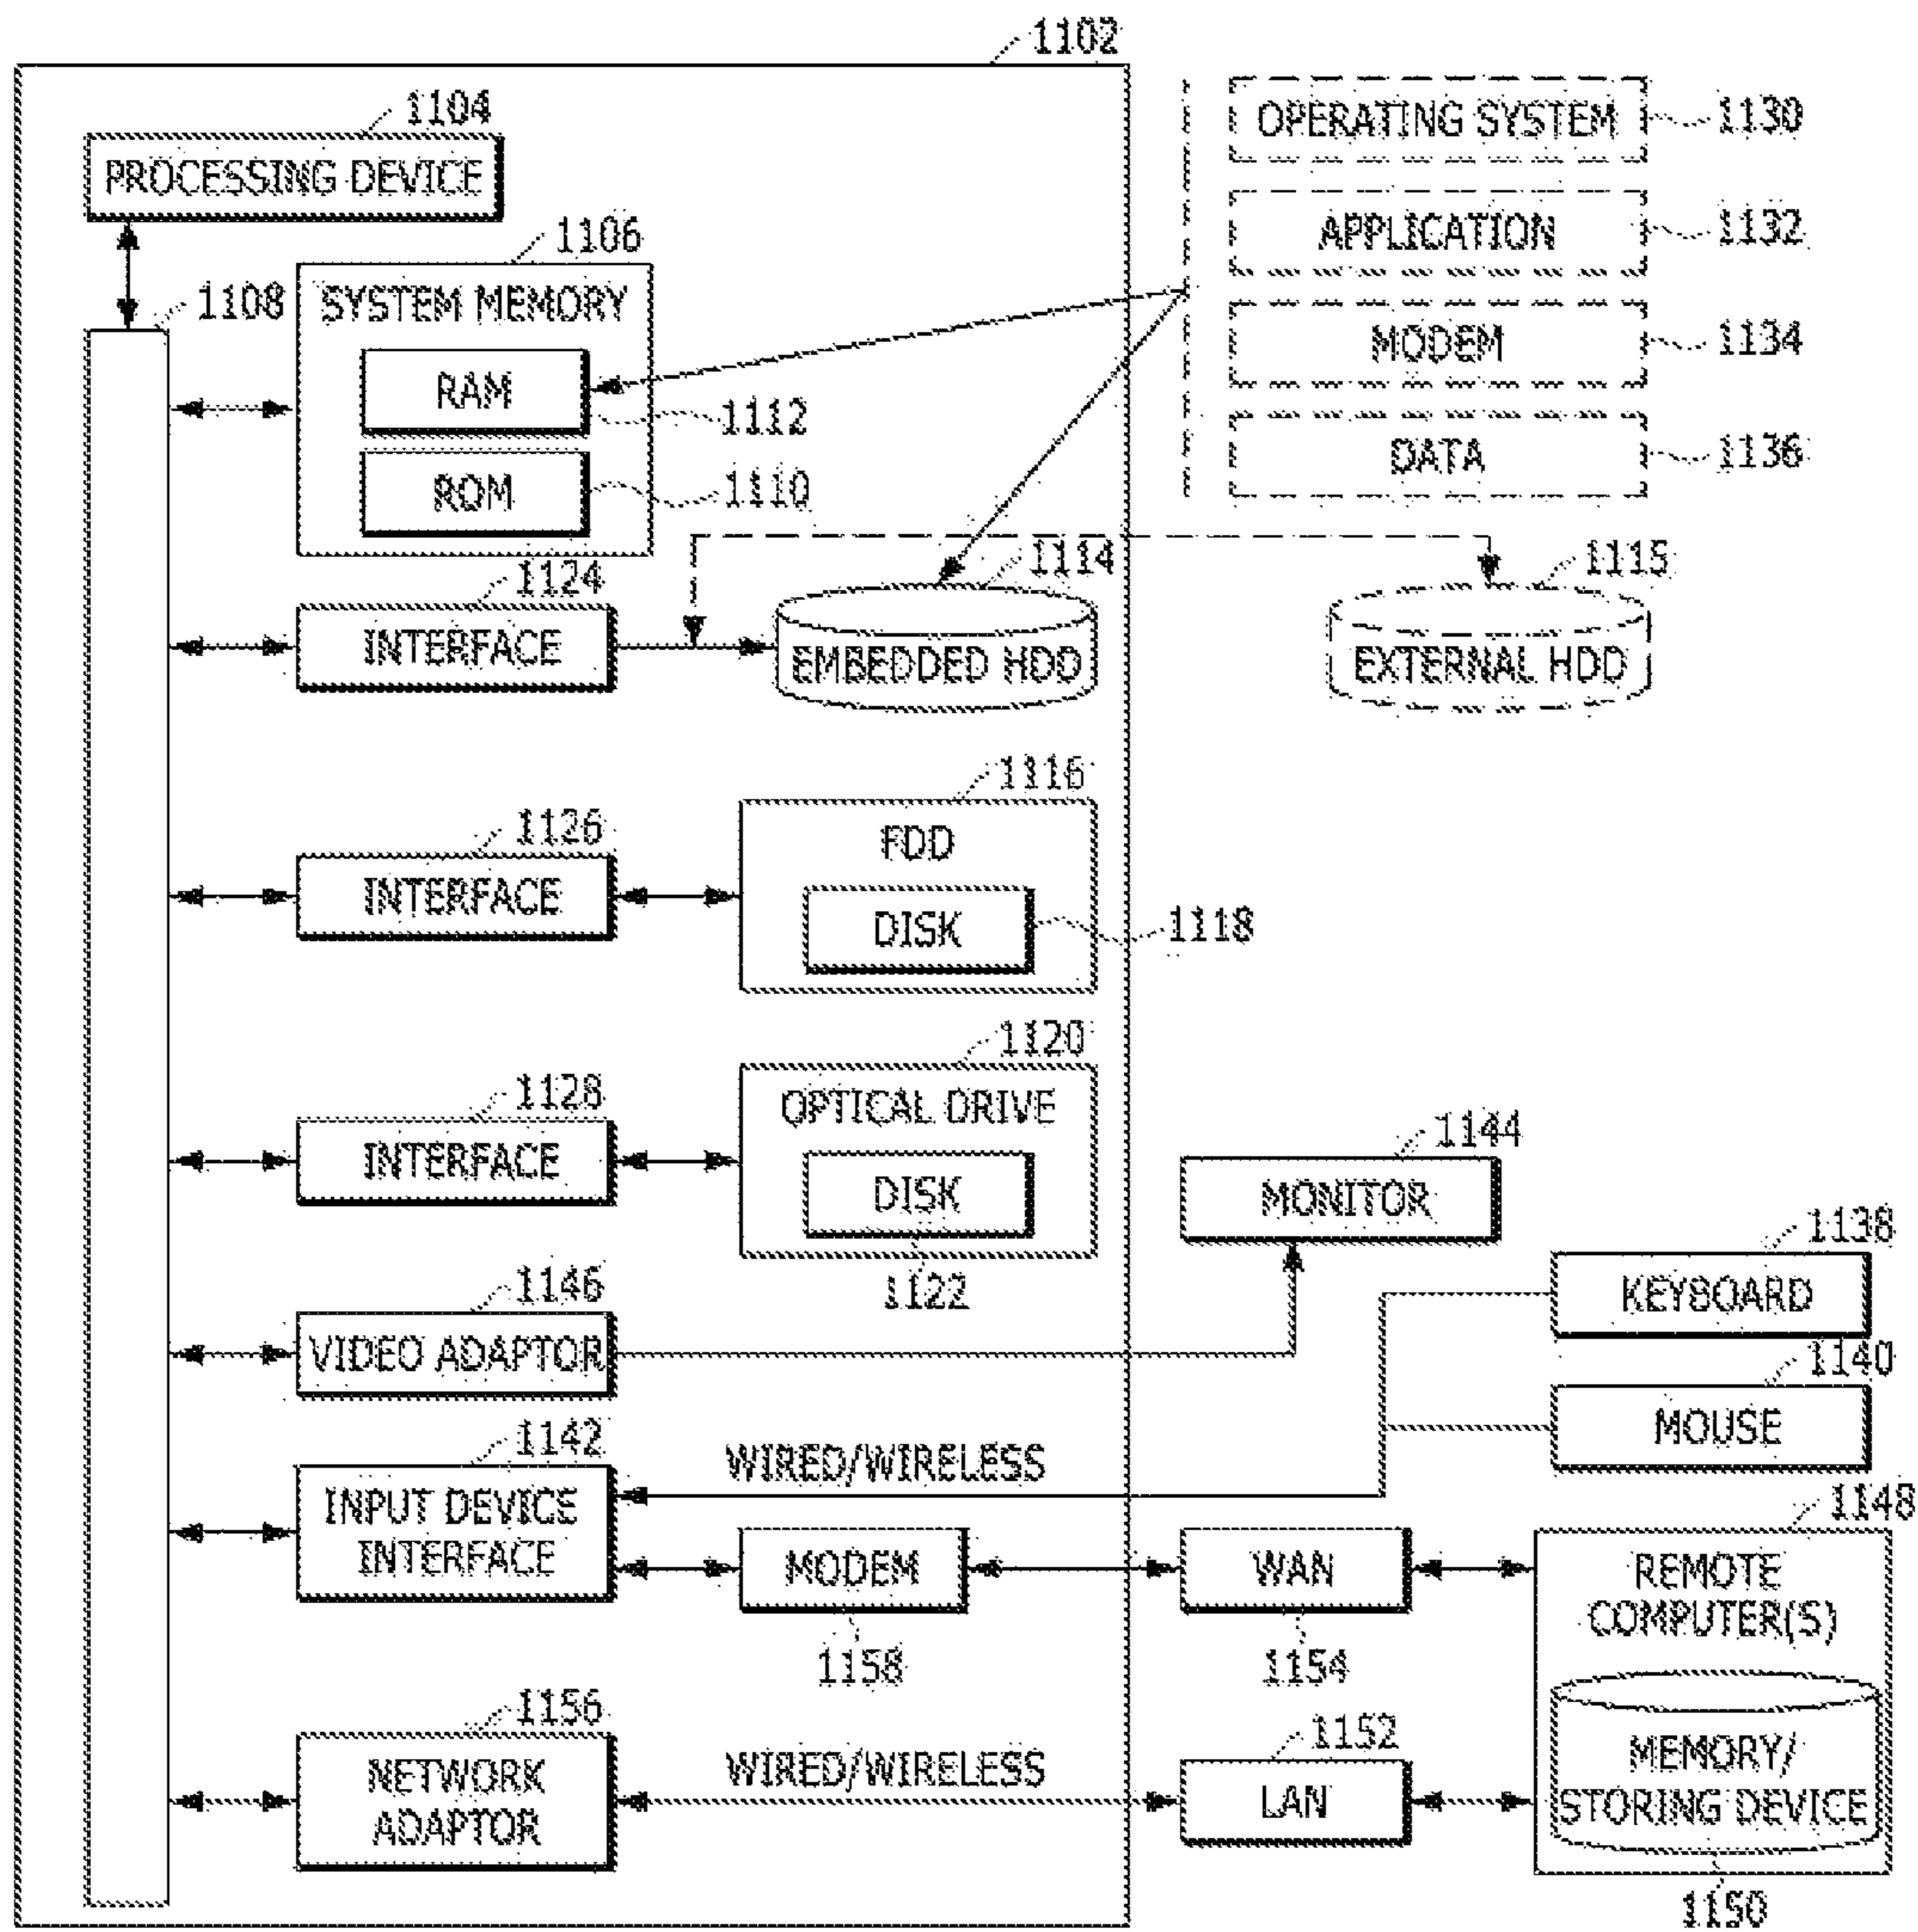 1102
1104
PROCESSING DEVICE
1106
1108
SYSTEM MEMORY
RAM
1112
ROM
1110
OPERATING SYSTEM
1130
APPLICATION
1132
MODEM
1134
DATA
1136
1124
INTERFACE
1114
EMBEDDED HDD
1115
EXTERNAL HDD
1126
INTERFACE
1116
FDD
DISK
1118
1128
INTERFACE
1120
OPTICAL DRIVE
DISK
1122
1144
MONITOR
1138
KEYBOARD
1140
MOUSE
1146
VIDEO ADAPTOR
1142
INPUT DEVICE
INTERFACE
WIRED/WIRELESS
MODEM
1158
WAN
1154
1148
REMOTE
COMPUTER(S)
MEMORY/
STORING DEVICE
1150
1156
NETWORK
ADAPTOR
WIRED/WIRELESS
1152
LAN